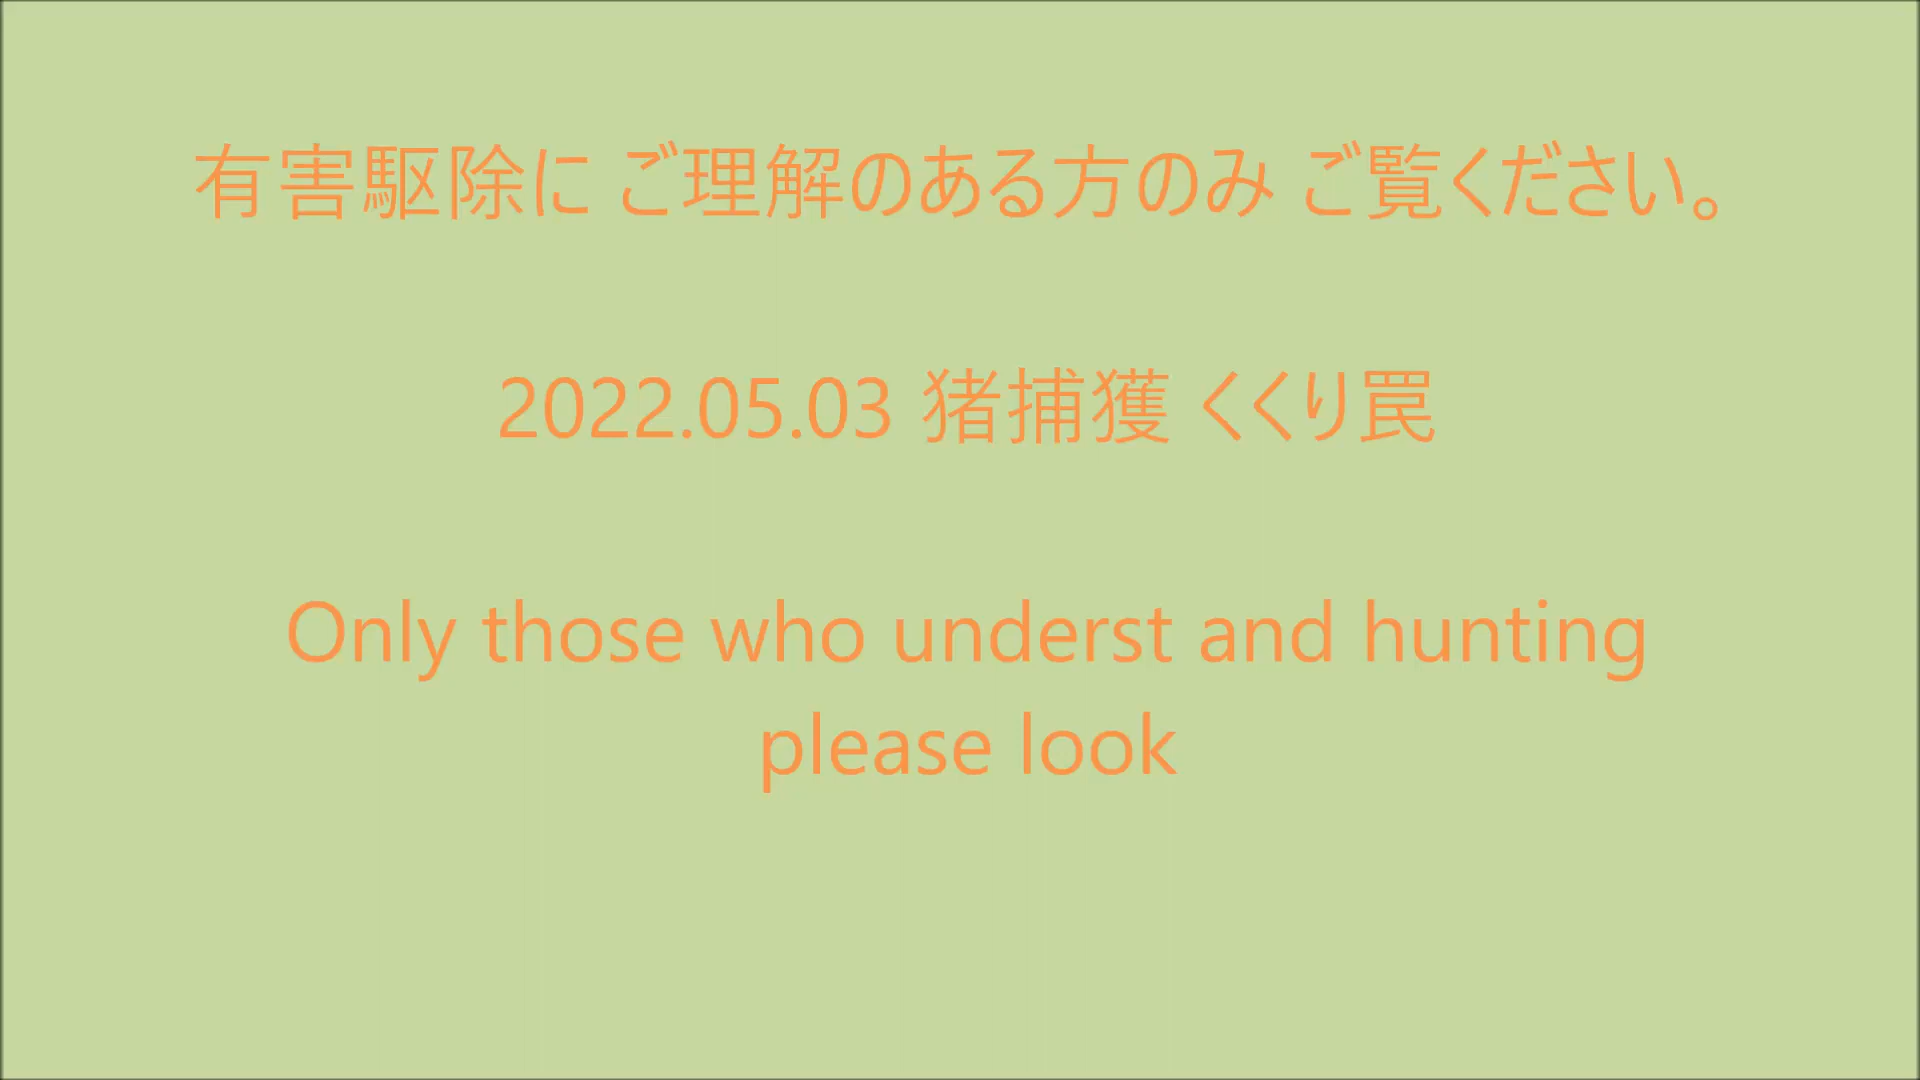 有害駆除に ご理解のある方のみ ご覧ください。
2022.05.03 猪捕獲 くくり罠
Only those who underst and hunting
please look